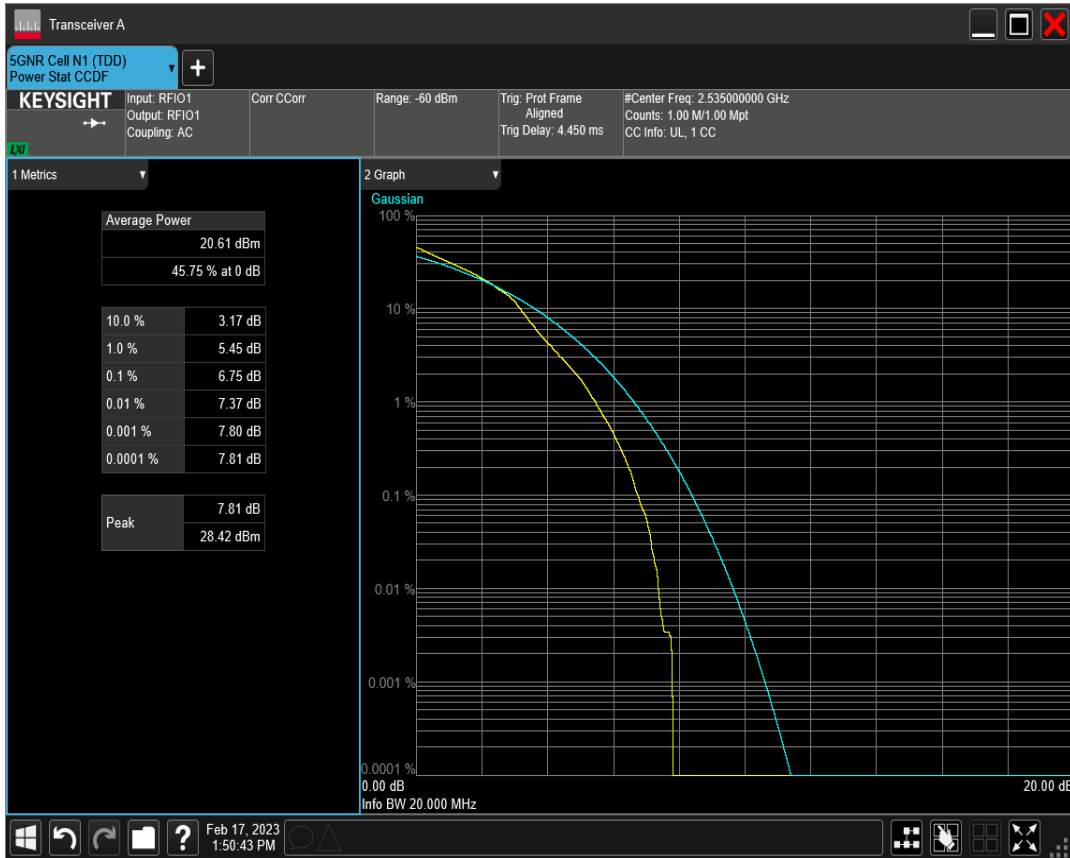 Transceiver A
5GNR Cell N1 (TDD)
Power Stat CCDF
+
KEYSIGHT
LXI
Input: RFIO1
Output: RFIO1
Coupling: AC
Corr CCorr
Range: -60 dBm
Trig: Prot Frame
Aligned
Trig Delay: 4.450 ms
#Center Freq: 2.535000000 GHz
Counts: 1.00 M/1.00 Mpt
CC Info: UL, 1 CC
1 Metrics
Average Power
20.61 dBm
45.75 % at 0 dB
10.0 % 3.17 dB
1.0 % 5.45 dB
0.1 % 6.75 dB
0.01 % 7.37 dB
0.001 % 7.80 dB
0.0001 % 7.81 dB
Peak
7.81 dB
28.42 dBm
2 Graph
Gaussian
100 %
10 %
1 %
0.1 %
0.01 %
0.001 %
0.0001 %
0.00 dB 20.00 dB
Info BW 20.000 MHz
?
Feb 17, 2023
1:50:43 PM